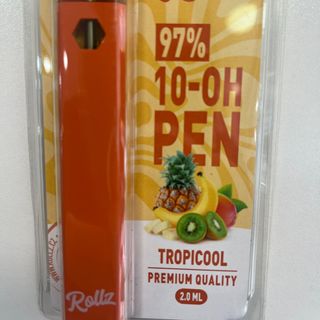 97%
10-OH
PEN
TROPICOOL
PREMIUM QUALITY
2.0 ML
Rollz